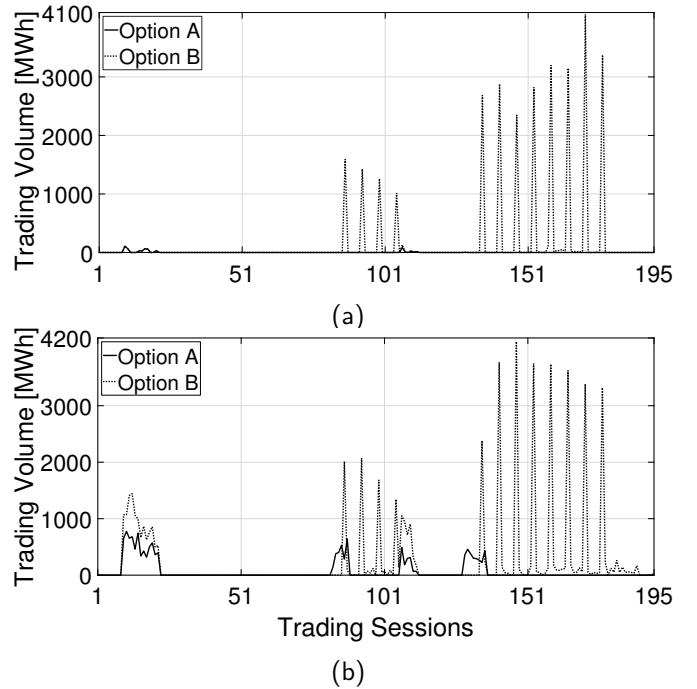 Trading Volume [MWh]
4100
3000
2000
1000
0
Option A
Option B
1
51
101
151
195
(a)
Trading Volume [MWh]
4200
3000
2000
1000
0
Option A
Option B
1
51
101
151
195
Trading Sessions
(b)